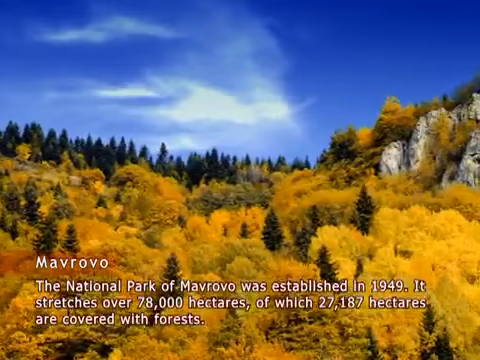 Mavrovo
The National Park of Mavrovo was established in 1949. It
stretches over 78,000 hectares, of which 27,187 hectares
are covered with forests.